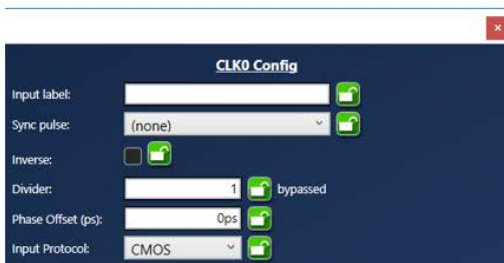 CLK0 Config
Input label:
Sync pulse: (none)
Inverse:
Divider: 1 bypassed
Phase Offset (ps): 0ps
Input Protocol: CMOS